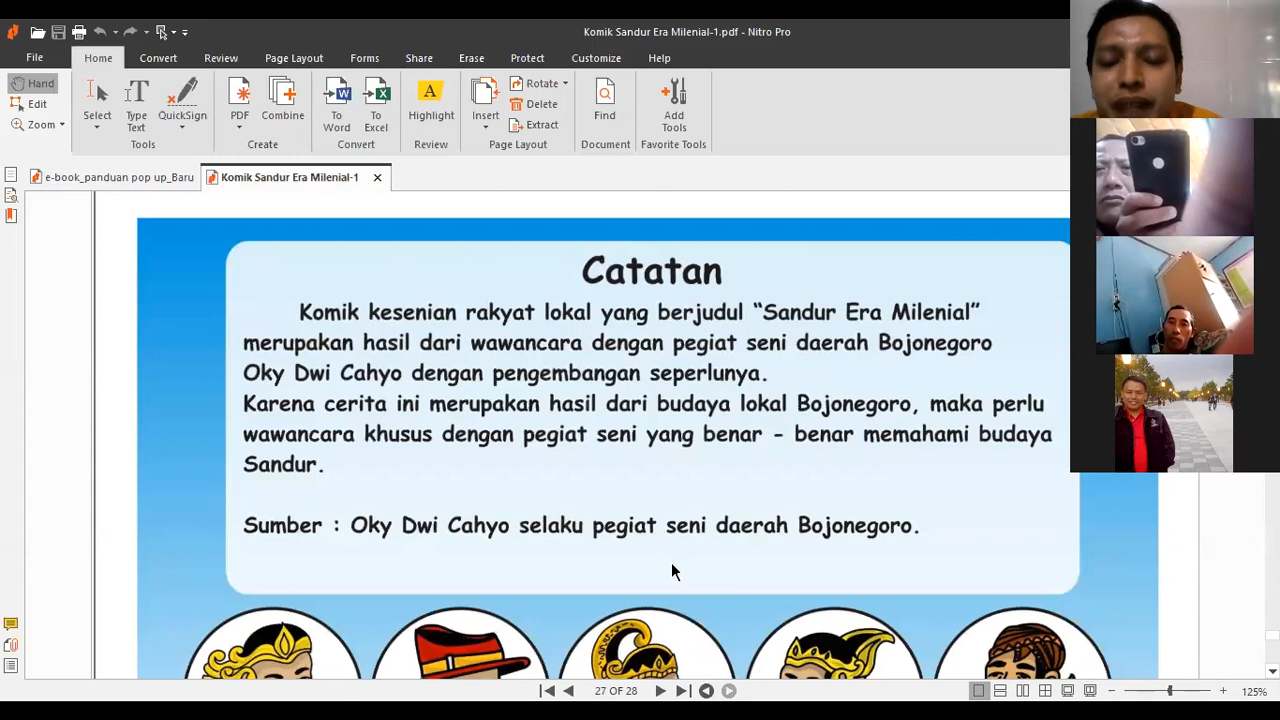 Komik Sandur Era Milenial-1.pdf - Nitro Pro
File Home Convert Review Page Layout Forms Share Erase Protect Customize Help
Hand
Edit
Zoom
Select
Type Text
QuickSign
Tools
PDF
Combine
Create
To Word
To Excel
Convert
Highlight
Review
Insert
Rotate
Delete
Extract
Page Layout
Find
Document
Add Tools
Favorite Tools
e-book_panduan pop up_Baru
Komik Sandur Era Milenial-1
Catatan
Komik kesenian rakyat lokal yang berjudul “Sandur Era Milenial”
merupakan hasil dari wawancara dengan pegiat seni daerah Bojonegoro
Oky Dwi Cahyo dengan pengembangan seperlunya.
Karena cerita ini merupakan hasil dari budaya lokal Bojonegoro, maka perlu
wawancara khusus dengan pegiat seni yang benar - benar memahami budaya
Sandur.
Sumber : Oky Dwi Cahyo selaku pegiat seni daerah Bojonegoro.
27 OF 28
125%